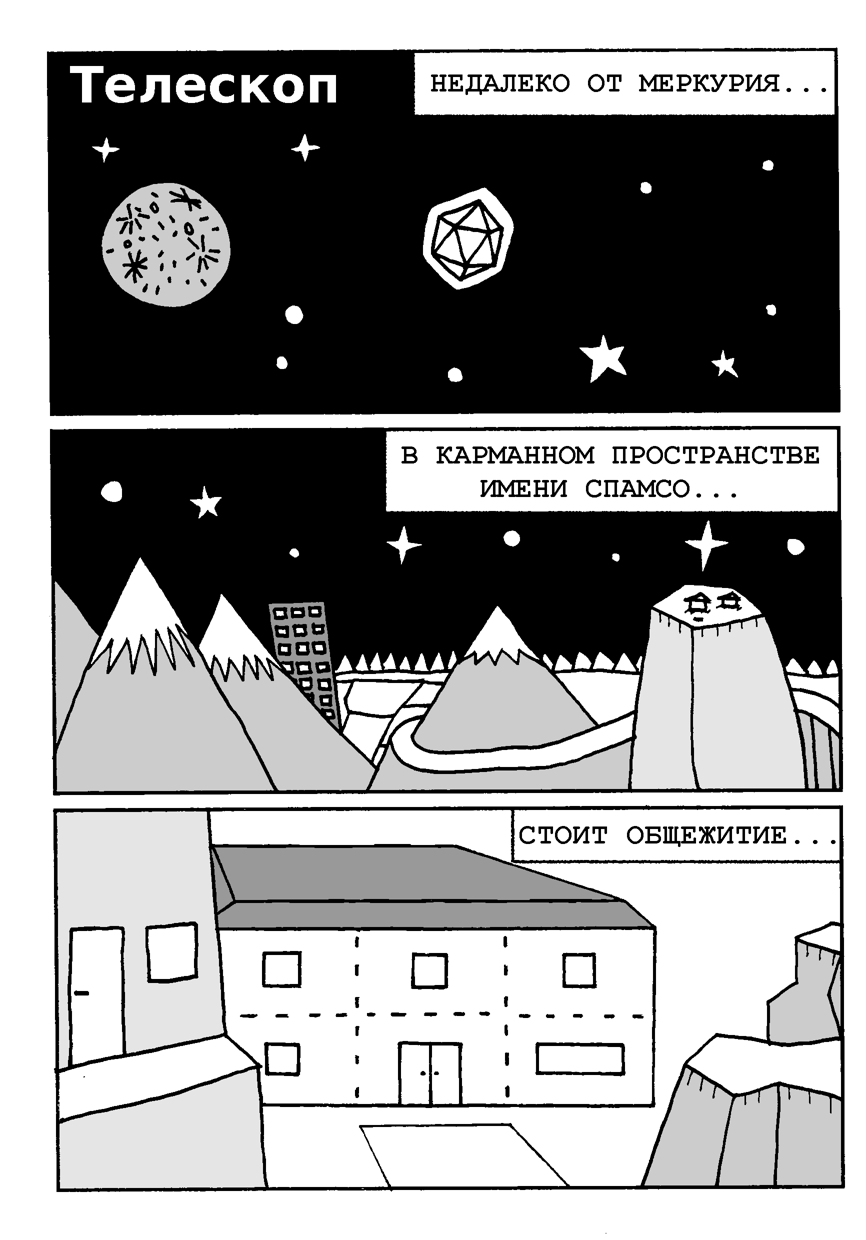 Телескоп
НЕДАЛЕКО ОТ МЕРКУРИЯ...
В КАРМАННОМ ПРОСТРАНСТВЕ
ИМЕНИ СПАМСО...
СТОИТ ОБЩЕЖИТИЕ...